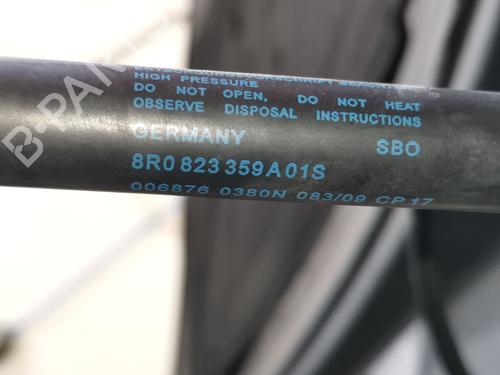 HIGH PRESSURE
DO NOT OPEN, DO NOT HEAT
OBSERVE DISPOSAL INSTRUCTIONS
GERMANY SBO
8R0 823 359 A 01S
006876 0380N 083/09 CP 17